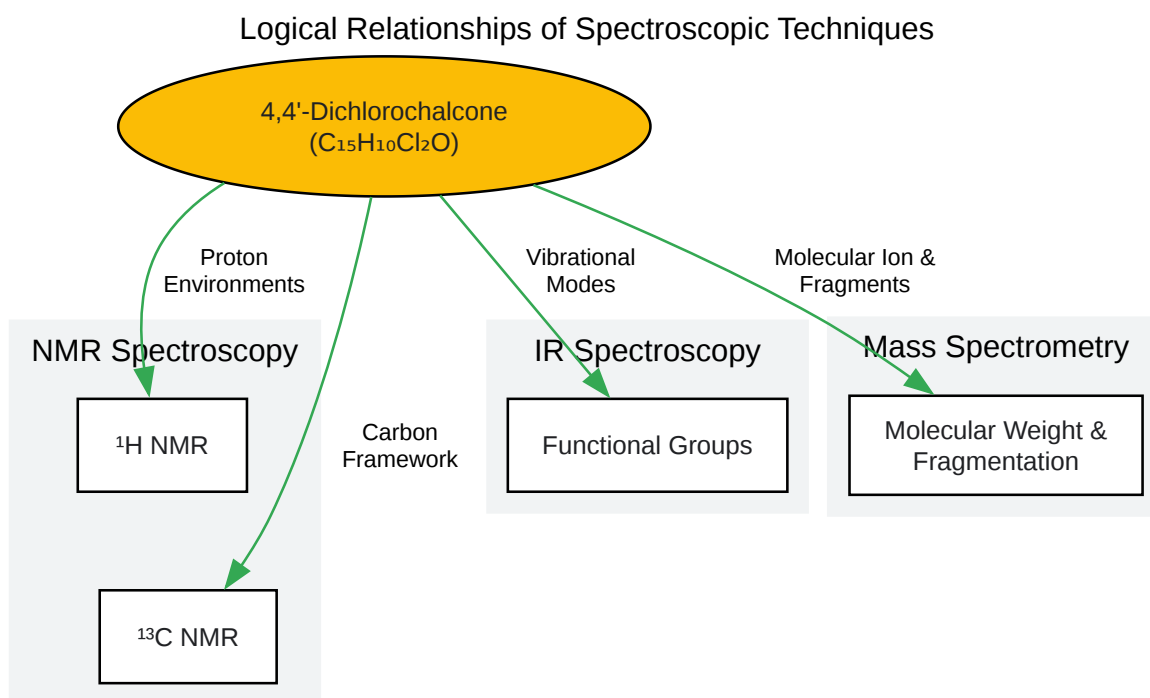 Logical Relationships of Spectroscopic Techniques
4,4'-Dichlorochalcone
(C₁₅H₁₀Cl₂O)
Proton
Environments
Vibrational
Modes
Molecular Ion &
Fragments
NMR Spectroscopy
IR Spectroscopy
Mass Spectrometry
¹H NMR
Carbon
Framework
Functional Groups
Molecular Weight &
Fragmentation
¹³C NMR